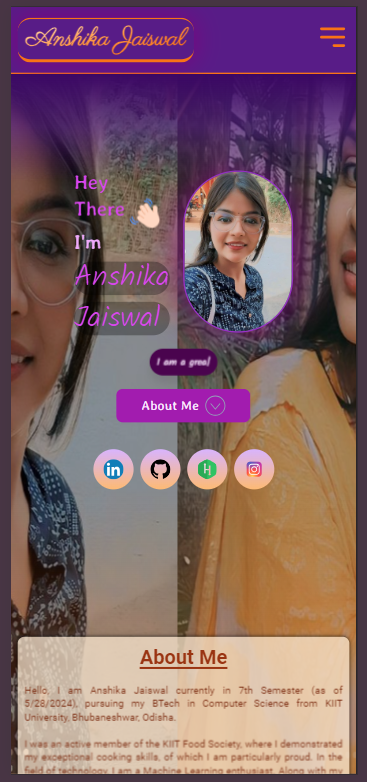 Anshika Jaiswal
Hey
There
I'm
Anshika
Jaiswal
I am a great|
About Me
in
About Me
Hello, I am Anshika Jaiswal currently in 7th Semester (as of
5/28/2024), pursuing my BTech in Computer Science from KIIT
University, Bhubaneshwar, Odisha.
I was an active member of the KIIT Food Society, where I demonstrated
my exceptional cooking skills, of which I am particularly proud. In the
field of technology, I am a Machine Learning enthusiast. Along with my